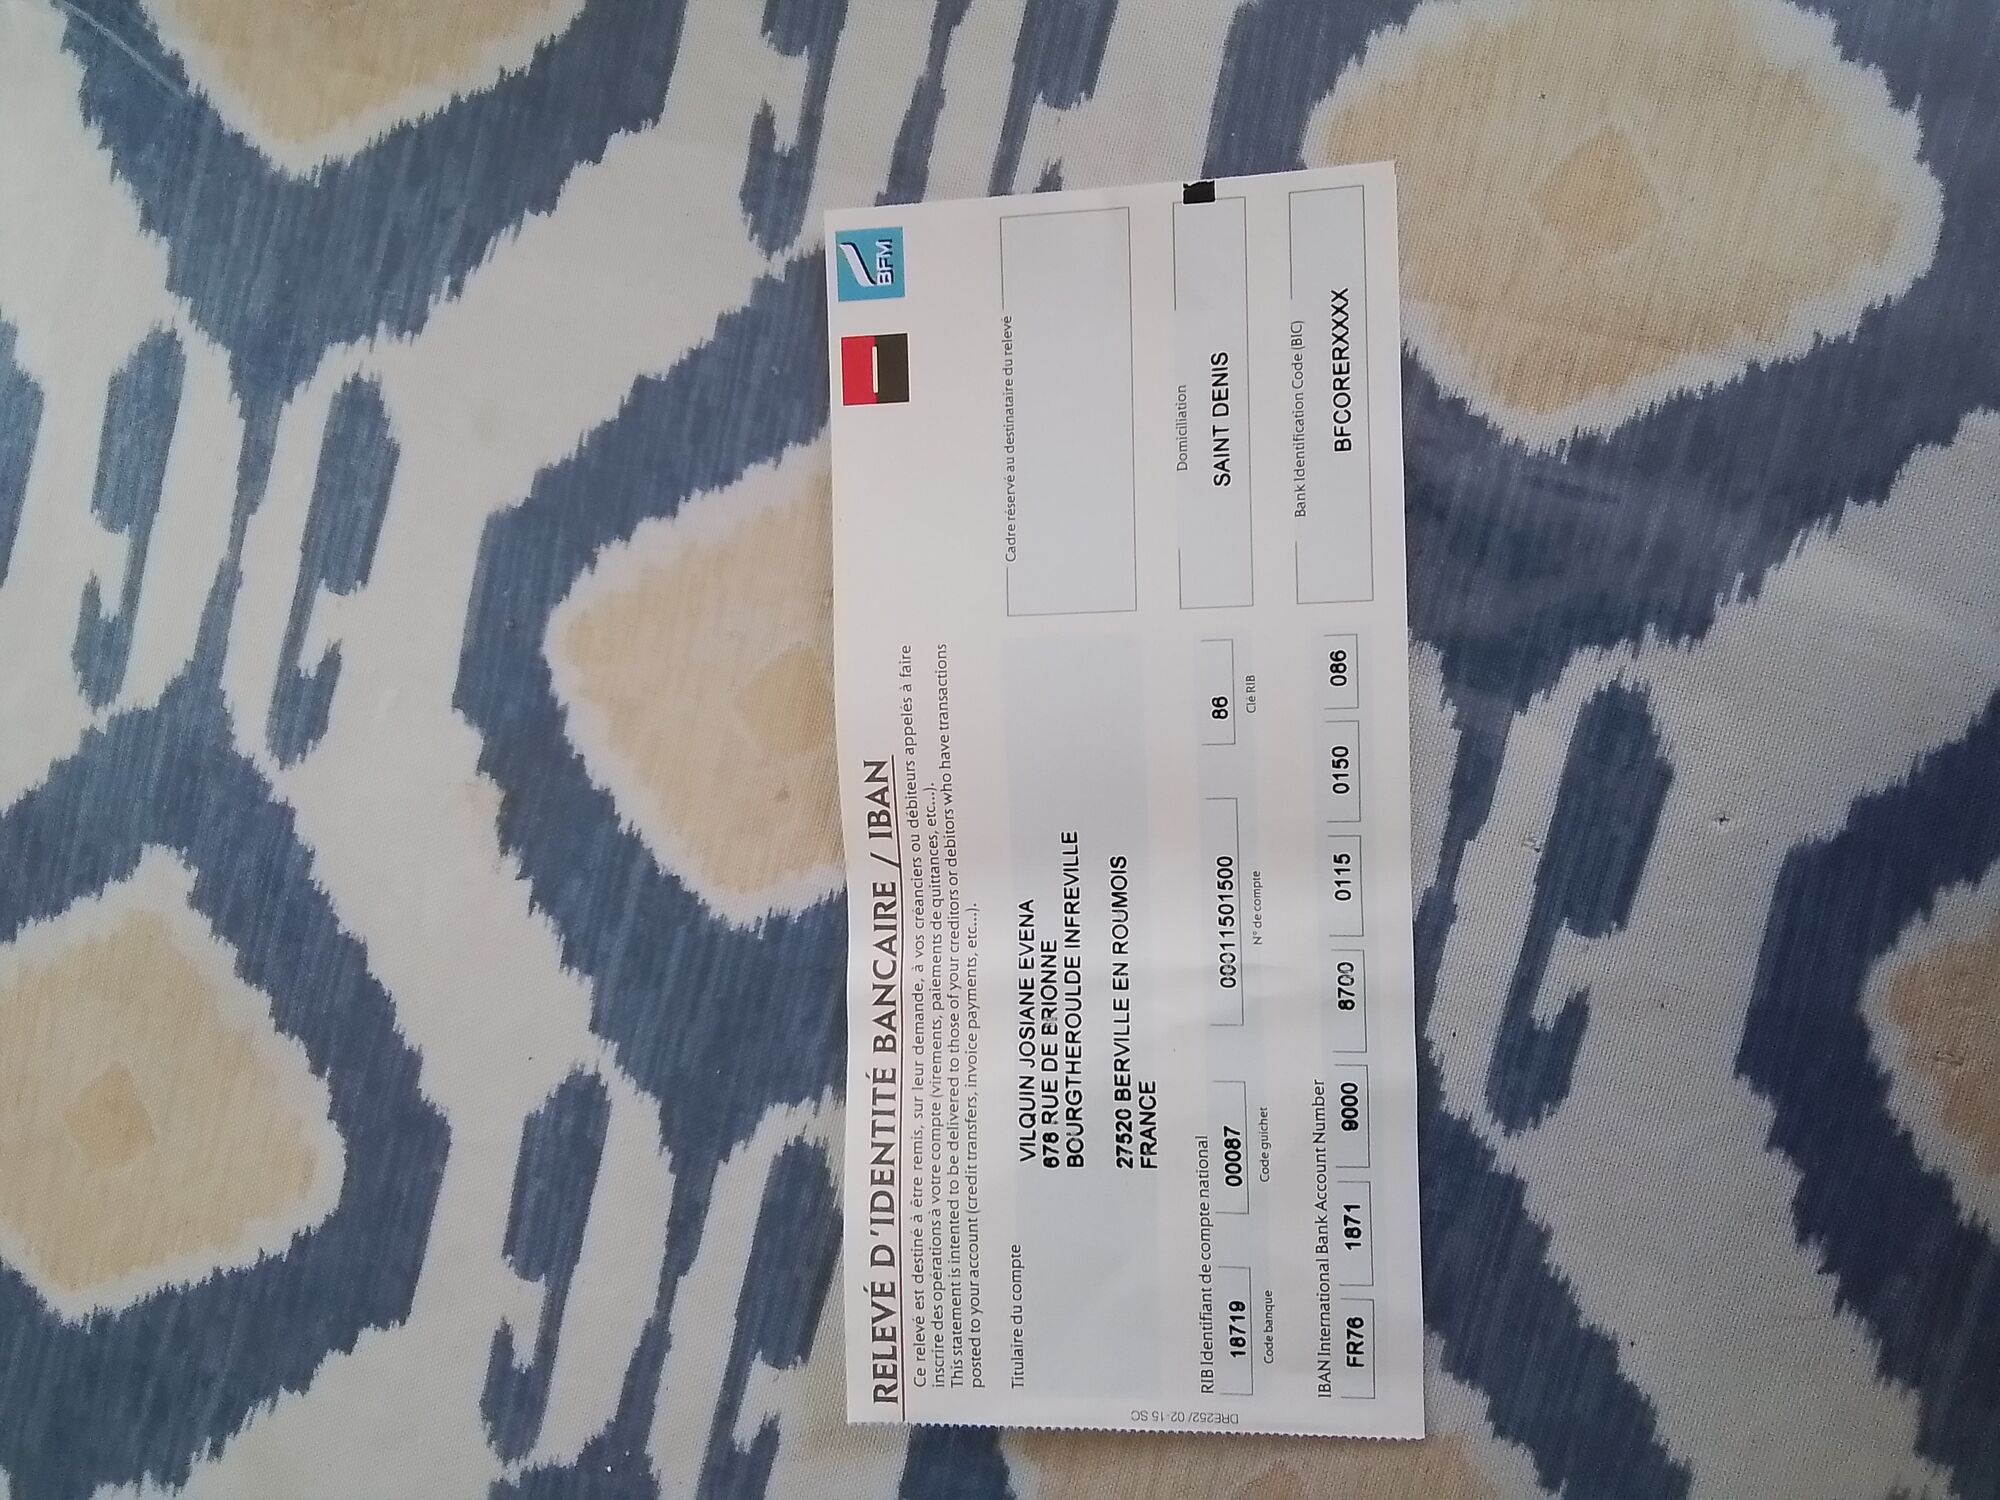 BFM
RELEVÉ D'IDENTITÉ BANCAIRE / IBAN
Ce relevé est destiné à être remis, sur leur demande, à vos créanciers ou débiteurs appelés à faire
inscrire des opérations à votre compte (virements, paiements de quittances, etc...).
This statement is intented to be delivered to those of your creditors or debitors who have transactions
posted to your account (credit transfers, invoice payments, etc...).
Titulaire du compte
VILQUIN JOSIANE EVENA
678 RUE DE BRIONNE
BOURGTHEROULDE INFREVILLE
27520 BERVILLE EN ROUMOIS
FRANCE
Cadre réservé au destinataire du relevé
RIB Identifiant de compte national
18719 00087 00011501500 86
Code banque Code guichet N° de compte Clé RIB
Domiciliation
SAINT DENIS
IBAN International Bank Account Number
FR76 1871 9000 8700 0115 0150 086
Bank Identification Code (BIC)
BFCORERXXXX
DRE252/ 02-15 SC